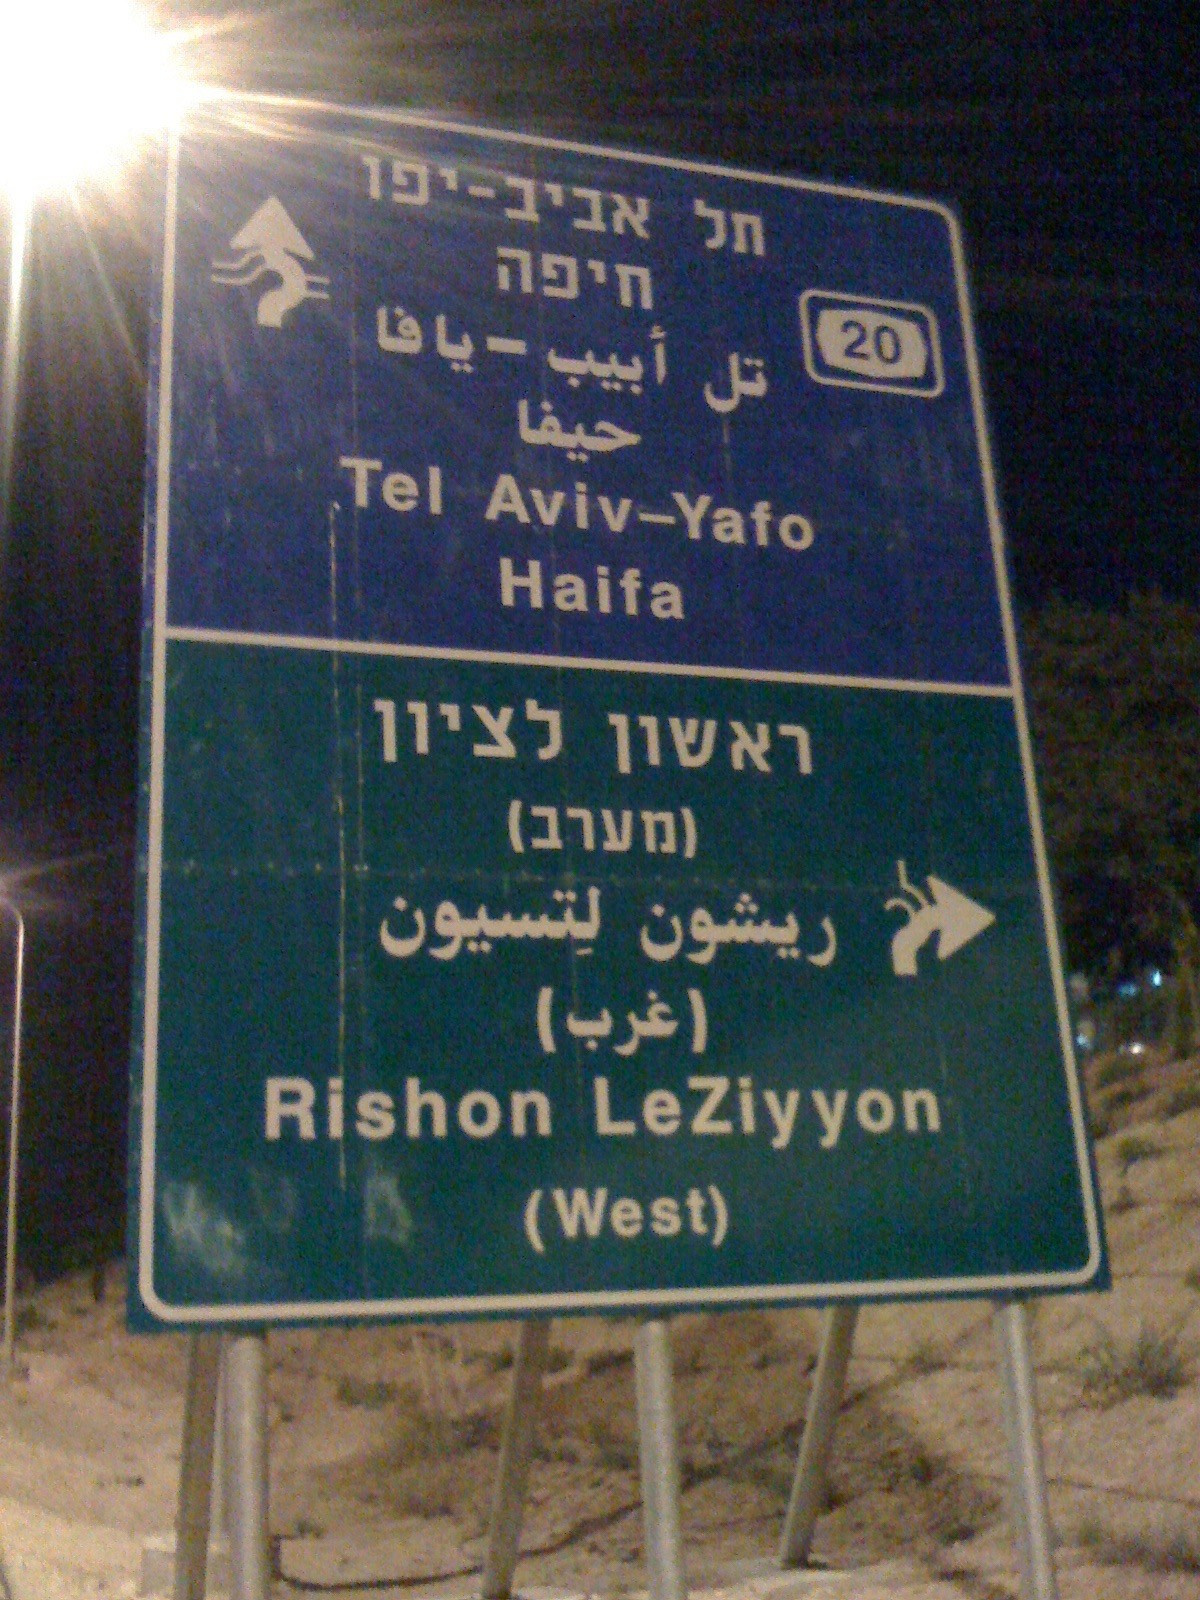 תל אביב-יפו
חיפה
تل أبيب-يافا
حيفا
20
Tel Aviv-Yafo
Haifa
ראשון לציון
(מערב)
ريشون لِتسيون
(غرب)
Rishon LeZiyyon
(West)